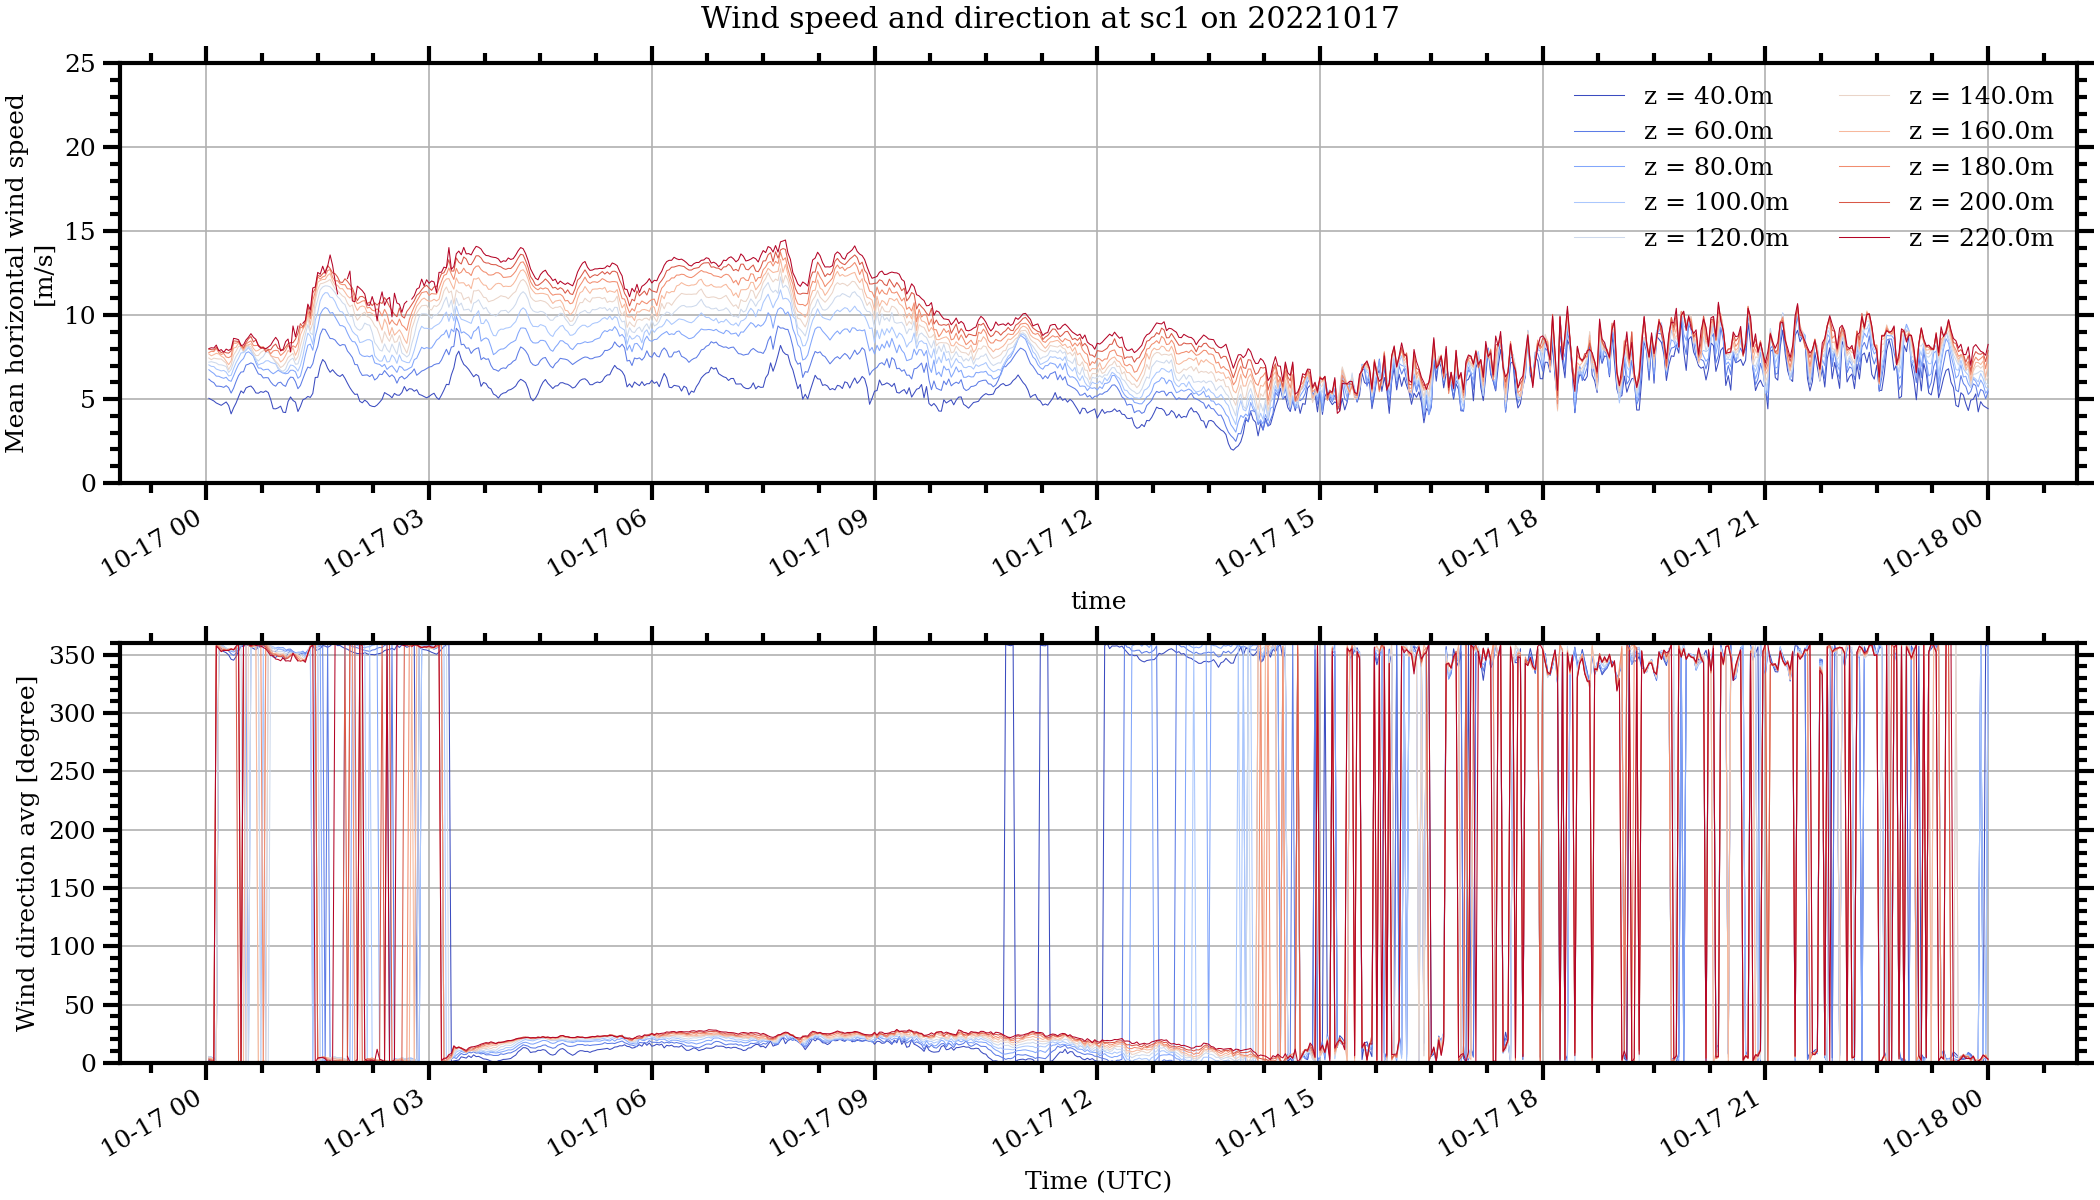 Wind speed and direction at sc1 on 20221017
Mean horizontal wind speed
[m/s]
25
20
15
10
5
0
z = 40.0m
z = 60.0m
z = 80.0m
z = 100.0m
z = 120.0m
z = 140.0m
z = 160.0m
z = 180.0m
z = 200.0m
z = 220.0m
10-17 00
10-17 03
10-17 06
10-17 09
10-17 12
10-17 15
10-17 18
10-17 21
10-18 00
time
Wind direction avg [degree]
350
300
250
200
150
100
50
0
10-17 00
10-17 03
10-17 06
10-17 09
10-17 12
10-17 15
10-17 18
10-17 21
10-18 00
Time (UTC)